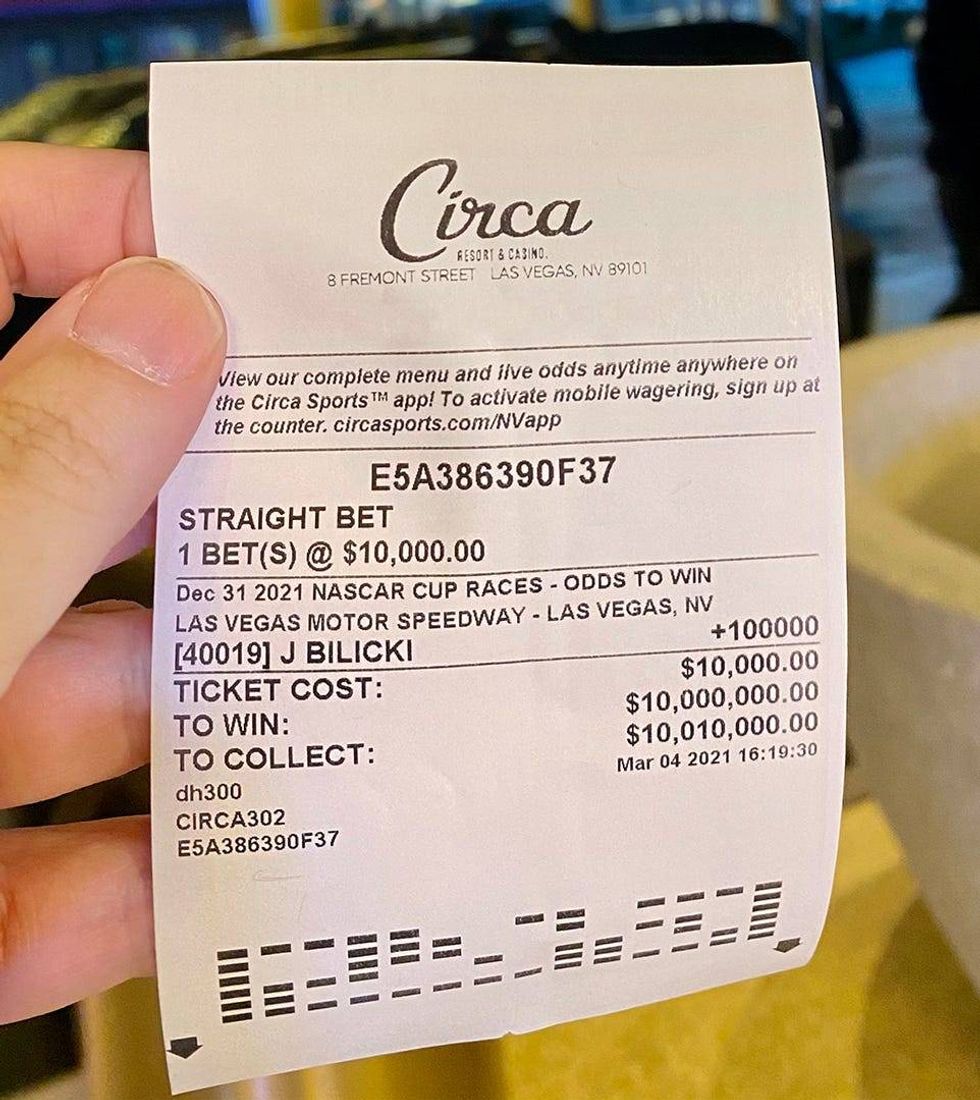 Circa
RESORT & CASINO.
8 FREMONT STREET LAS VEGAS, NV 89101
View our complete menu and live odds anytime anywhere on
the Circa Sports™ app! To activate mobile wagering, sign up at
the counter. circasports.com/NVapp
E5A386390F37
STRAIGHT BET
1 BET(S) @ $10,000.00
Dec 31 2021 NASCAR CUP RACES - ODDS TO WIN
LAS VEGAS MOTOR SPEEDWAY - LAS VEGAS, NV
[40019] J BILICKI +100000
TICKET COST: $10,000.00
TO WIN: $10,000,000.00
TO COLLECT: $10,010,000.00
dh300 Mar 04 2021 16:19:30
CIRCA302
E5A386390F37